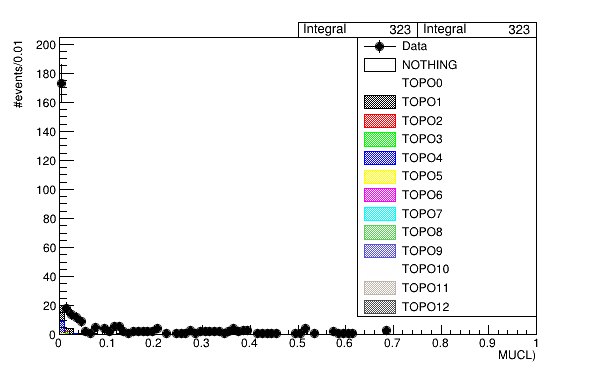 Integral 323 Integral 323
#events/0.01
200
180
160
140
120
100
80
60
40
20
0
Data
NOTHING
TOPO0
TOPO1
TOPO2
TOPO3
TOPO4
TOPO5
TOPO6
TOPO7
TOPO8
TOPO9
TOPO10
TOPO11
TOPO12
0 0.1 0.2 0.3 0.4 0.5 0.6 0.7 0.8 0.9 1
MUCL)